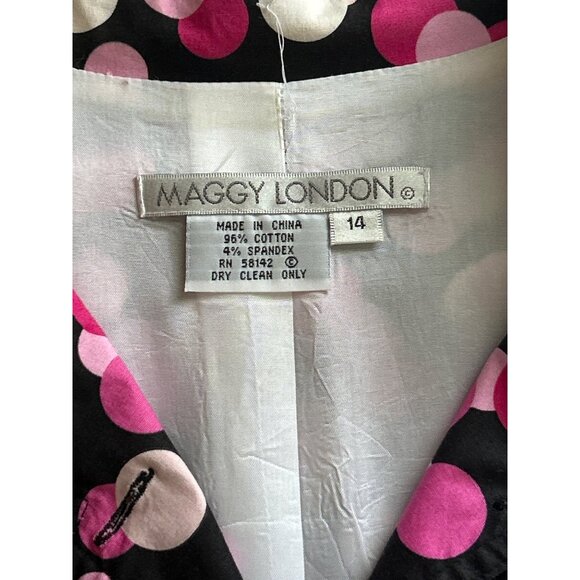 MAGGY LONDON ©
14
MADE IN CHINA
96% COTTON
4% SPANDEX
RN 58142 ©
DRY CLEAN ONLY